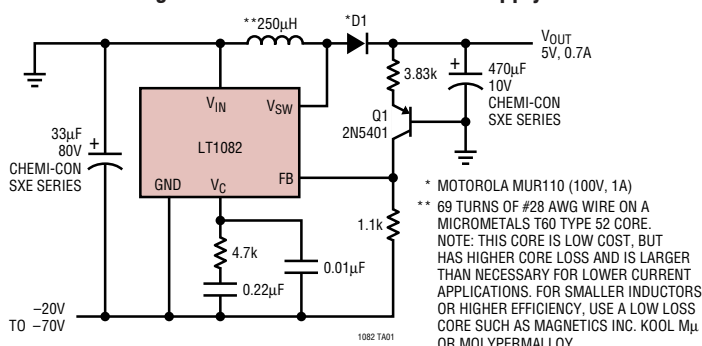 **250µH
*D1
VOUT
5V, 0.7A
3.83k
+
470µF
10V
CHEMI-CON
SXE SERIES
VIN
VSW
Q1
2N5401
33µF
80V
+
CHEMI-CON
SXE SERIES
LT1082
GND
VC
FB
* MOTOROLA MUR110 (100V, 1A)
** 69 TURNS OF #28 AWG WIRE ON A
MICROMETALS T60 TYPE 52 CORE.
NOTE: THIS CORE IS LOW COST, BUT
HAS HIGHER CORE LOSS AND IS LARGER
THAN NECESSARY FOR LOWER CURRENT
APPLICATIONS. FOR SMALLER INDUCTORS
OR HIGHER EFFICIENCY, USE A LOW LOSS
CORE SUCH AS MAGNETICS INC. KOOL Mµ
OR MOLYPERMALLOY
1.1k
4.7k
0.01µF
0.22µF
–20V
TO –70V
1082 TA01